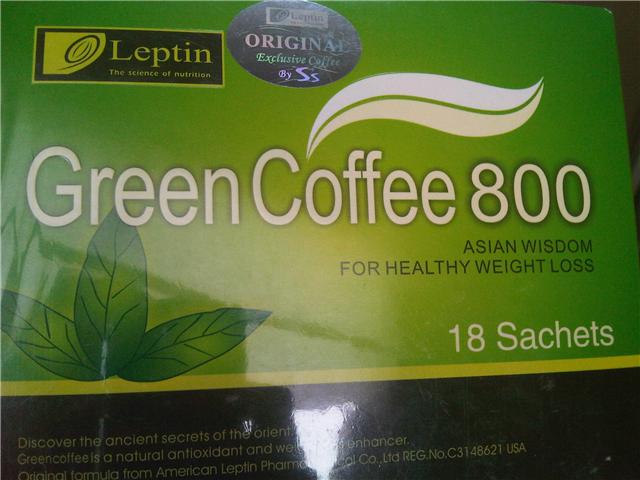 Leptin
The science of nutrition
Leptin
ORIGINAL
Exclusive Coffee
By Ss
Green Coffee 800
ASIAN WISDOM
FOR HEALTHY WEIGHT LOSS
18 Sachets
Discover the ancient secrets of the orient.
Greencoffee is a natural antioxidant and enhancer.
Original formula from American Leptin Co.,Ltd REG.No.C3148621 USA